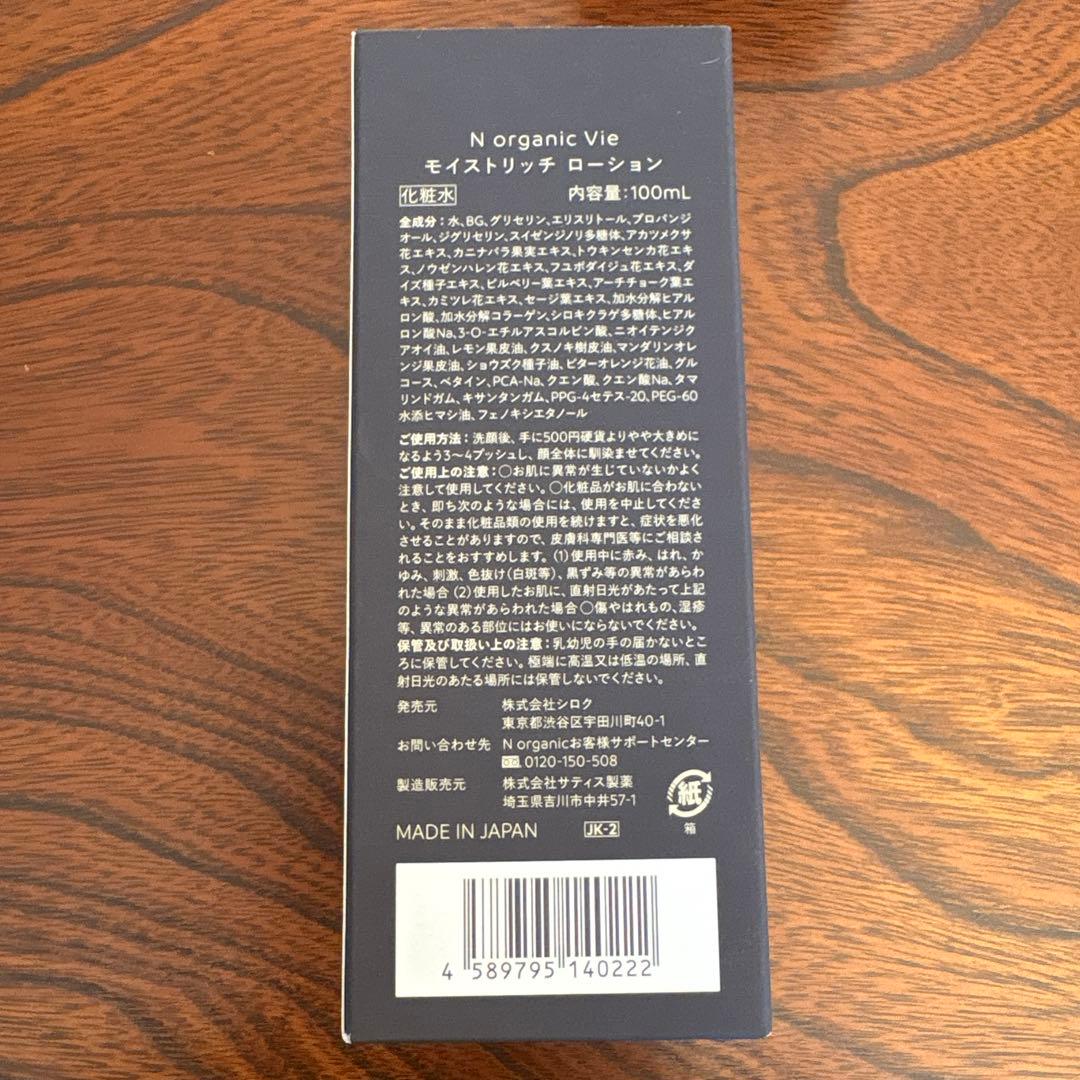 N organic Vie
モイストリッチ ローション
化粧水 内容量:100mL
全成分:水、BG、グリセリン、エリスリトール、プロパンジ
オール、ジグリセリン、スイゼンジノリ多糖体、アカツメクサ
花エキス、カニナバラ果実エキス、トウキンセンカ花エキ
ス、ノウゼンハレン花エキス、フユボダイジュ花エキス、ダ
イズ種子エキス、ビルベリー葉エキス、アーチチョーク葉エ
キス、カミツレ花エキス、セージ葉エキス、加水分解ヒアル
ロン酸、加水分解コラーゲン、シロキクラゲ多糖体、ヒアル
ロン酸Na、3-O-エチルアスコルビン酸、ニオイテンジク
アオイ油、レモン果皮油、クスノキ樹皮油、マンダリンオレ
ンジ果皮油、ショウズク種子油、ビターオレンジ花油、グル
コース、ベタイン、PCA-Na、クエン酸、クエン酸Na、タマ
リンドガム、キサンタンガム、PPG-4セテス-20、PEG-60
水添ヒマシ油、フェノキシエタノール
ご使用方法:洗顔後、手に500円硬貨よりやや大きめに
なるよう3〜4プッシュし、顔全体に馴染ませてください。
ご使用上の注意:○お肌に異常が生じていないかよく
注意して使用してください。○化粧品がお肌に合わない
とき、即ち次のような場合には、使用を中止してくださ
い。そのまま化粧品類の使用を続けますと、症状を悪化
させることがありますので、皮膚科専門医等にご相談さ
れることをおすすめします。(1)使用中に赤み、はれ、か
ゆみ、刺激、色抜け(白斑等)、黒ずみ等の異常があらわ
れた場合(2)使用したお肌に、直射日光があたって上記
のような異常があらわれた場合○傷やはれもの、湿疹
等、異常のある部位にはお使いにならないでください。
保管及び取扱い上の注意:乳幼児の手の届かないとこ
ろに保管してください。極端に高温又は低温の場所、直
射日光のあたる場所には保管しないでください。
発売元 株式会社シロク
東京都渋谷区宇田川町40-1
お問い合わせ先 N organicお客様サポートセンター
0120-150-508
製造販売元 株式会社サティス製薬
埼玉県吉川市中井57-1
紙
箱
MADE IN JAPAN JK-2
4 589795 140222